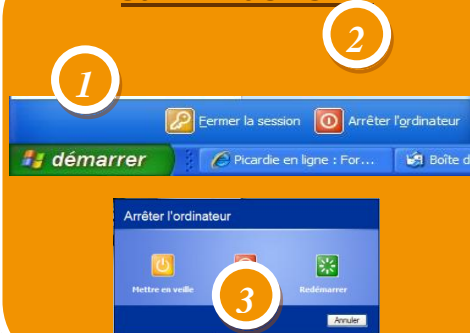 1
2
Fermer la session
Arrêter l'ordinateur
démarrer
Picardie en ligne : For...
Boîte d
Arrêter l'ordinateur
Mettre en veille
3
Redémarrer
Annuler